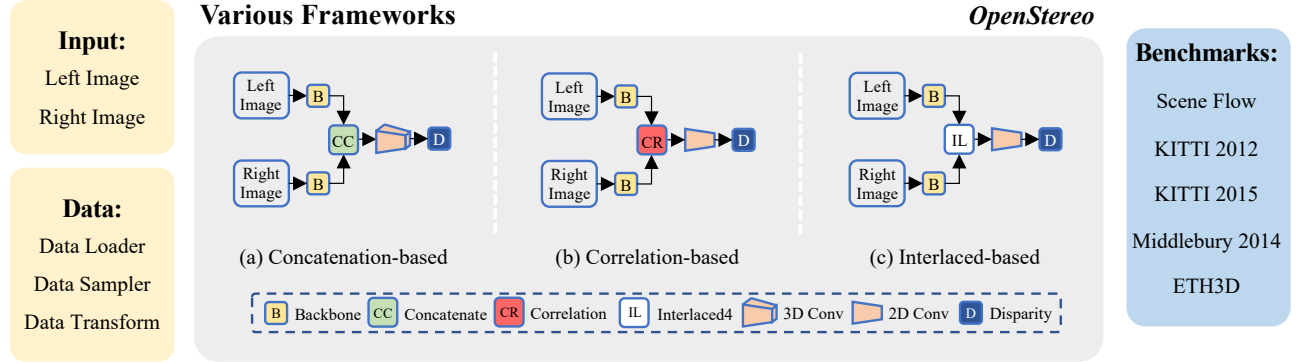 Input:
Left Image
Right Image
Data:
Data Loader
Data Sampler
Data Transform
Various Frameworks
OpenStereo
Left
Image
B
CC
D
Right
Image
B
(a) Concatenation-based
Left
Image
B
CR
D
Right
Image
B
(b) Correlation-based
Left
Image
B
IL
D
Right
Image
B
(c) Interlaced-based
B Backbone CC Concatenate CR Correlation IL Interlaced4 3D Conv 2D Conv D Disparity
Benchmarks:
Scene Flow
KITTI 2012
KITTI 2015
Middlebury 2014
ETH3D